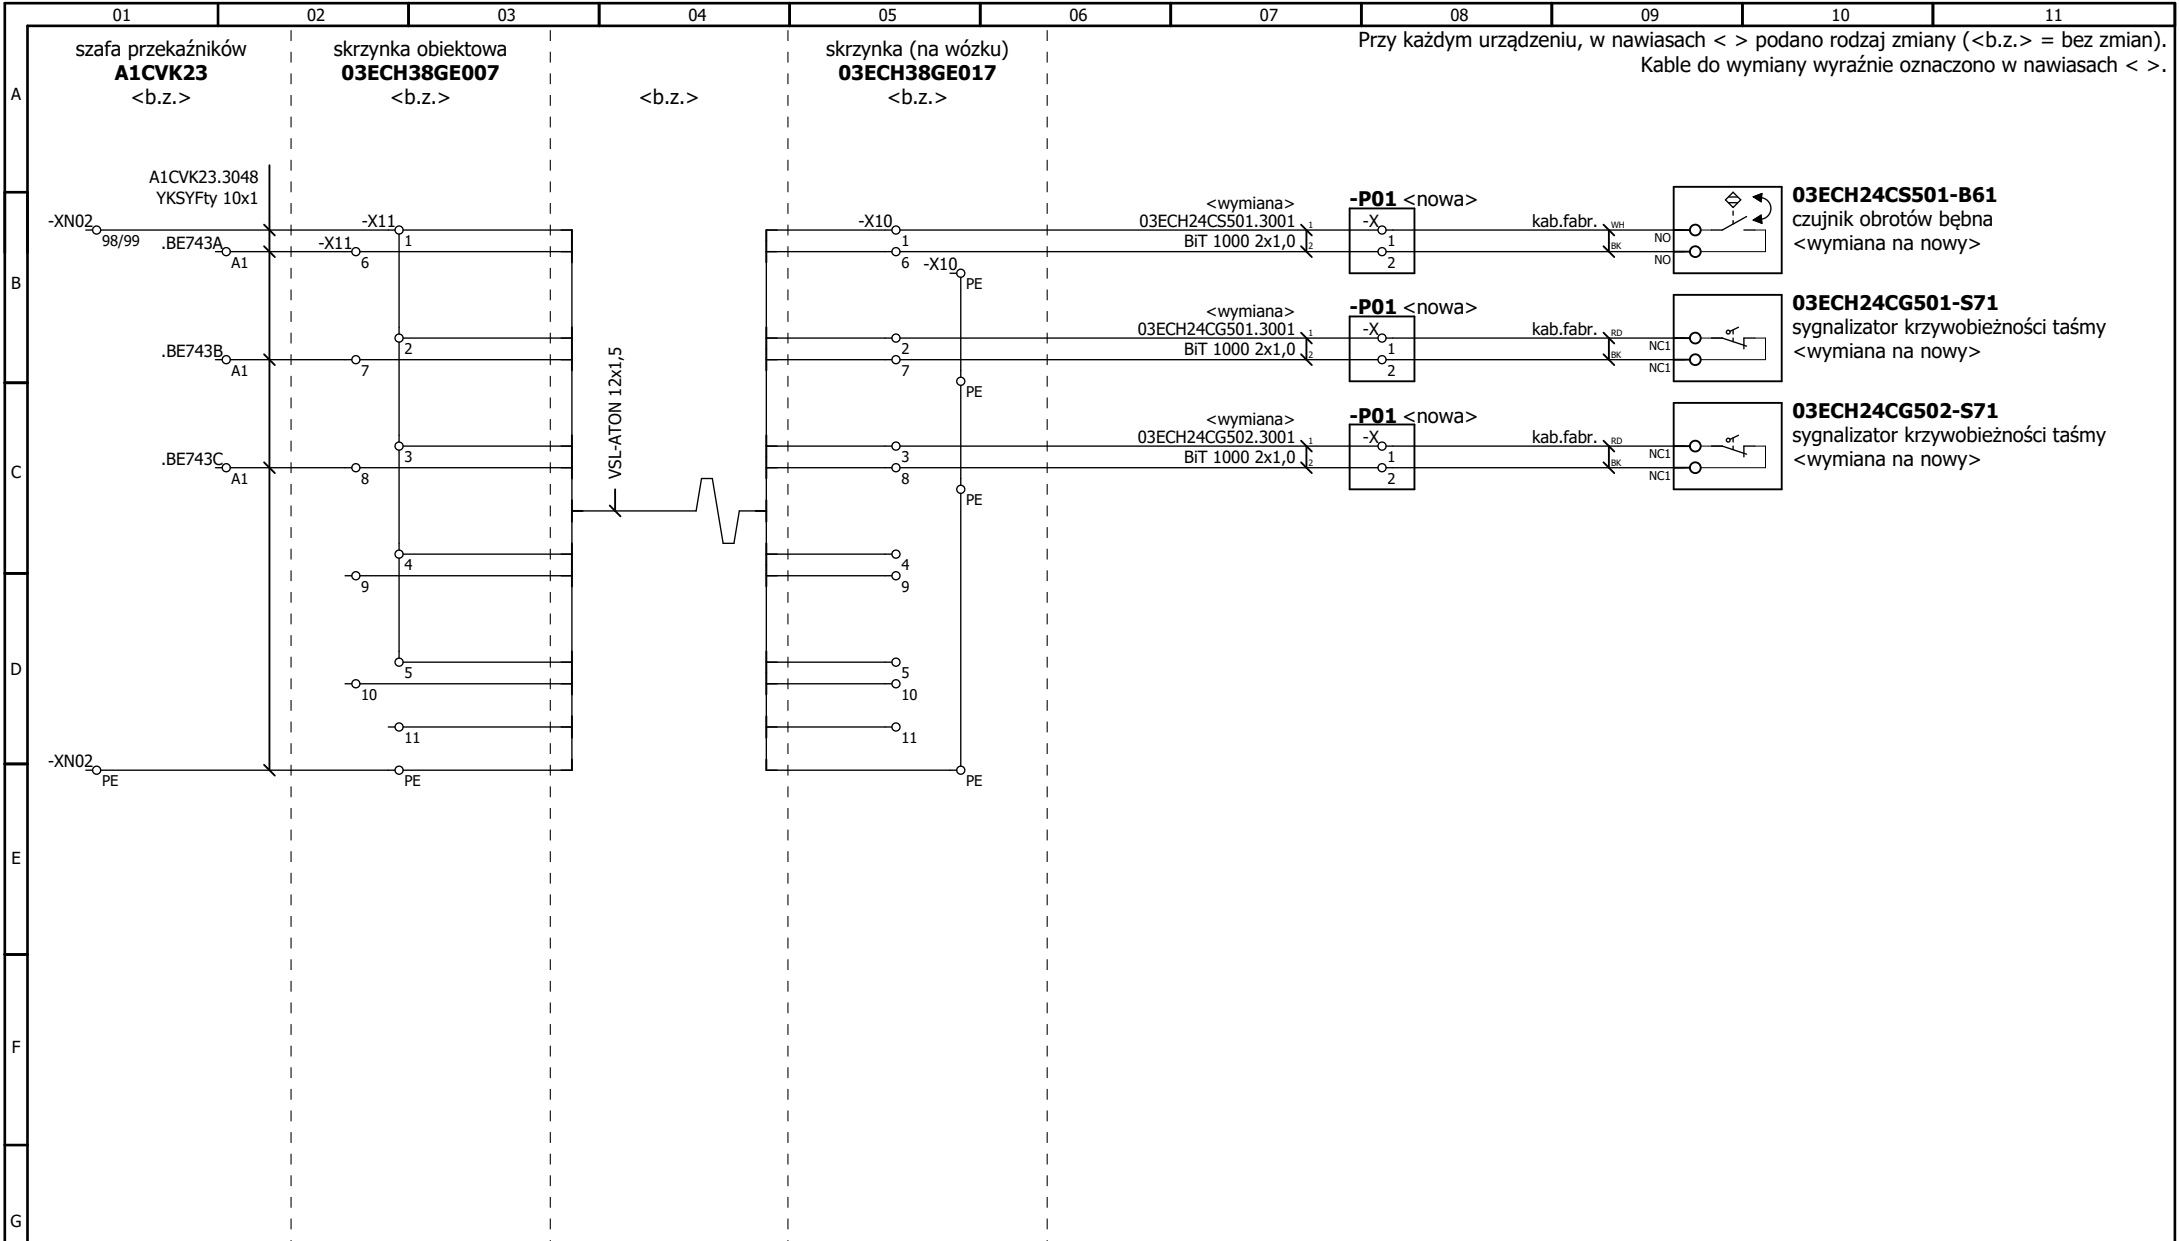 01 02 03 04 05 06 07 08 09 10 11
Przy każdym urządzeniu, w nawiasach < > podano rodzaj zmiany (<b.z.> = bez zmian).
Kable do wymiany wyraźnie oznaczono w nawiasach < >.
szafa przekaźników
A1CVK23
<b.z.>
skrzynka obiektowa
03ECH38GE007
<b.z.>
<b.z.>
skrzynka (na wózku)
03ECH38GE017
<b.z.>
A
B
C
D
E
F
G
A1CVK23.3048
YKSYFty 10x1
-XN02
98/99
.BE743A
A1
.BE743B
A1
.BE743C
A1
-XN02
PE
-X11
1
-X11
6
2
7
3
8
4
9
5
10
11
PE
VSL-ATON 12x1,5
-X10
1
6
-X10
PE
2
7
PE
3
8
PE
4
9
5
10
11
PE
<wymiana>
03ECH24CS501.3001
BiT 1000 2x1,0
1
2
-P01 <nowa>
-X
1
2
kab.fabr.
WH
BK
NO
NO
03ECH24CS501-B61
czujnik obrotów bębna
<wymiana na nowy>
<wymiana>
03ECH24CG501.3001
BiT 1000 2x1,0
1
2
-P01 <nowa>
-X
1
2
kab.fabr.
RD
BK
NC1
NC1
03ECH24CG501-S71
sygnalizator krzywobieżności taśmy
<wymiana na nowy>
<wymiana>
03ECH24CG502.3001
BiT 1000 2x1,0
1
2
-P01 <nowa>
-X
1
2
kab.fabr.
RD
BK
NC1
NC1
03ECH24CG502-S71
sygnalizator krzywobieżności taśmy
<wymiana na nowy>